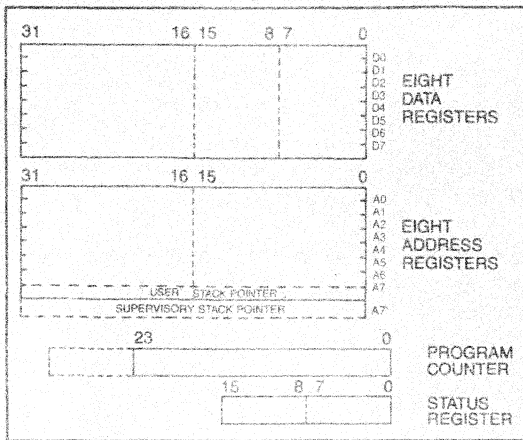 31 16 15 8 7 0
D0
D1
D2
D3
D4
D5
D6
D7
EIGHT
DATA
REGISTERS
31 16 15 0
A0
A1
A2
A3
A4
A5
A6
A7
EIGHT
ADDRESS
REGISTERS
USER STACK POINTER
SUPERVISORY STACK POINTER
A7'
23 0
PROGRAM
COUNTER
15 8 7 0
STATUS
REGISTER